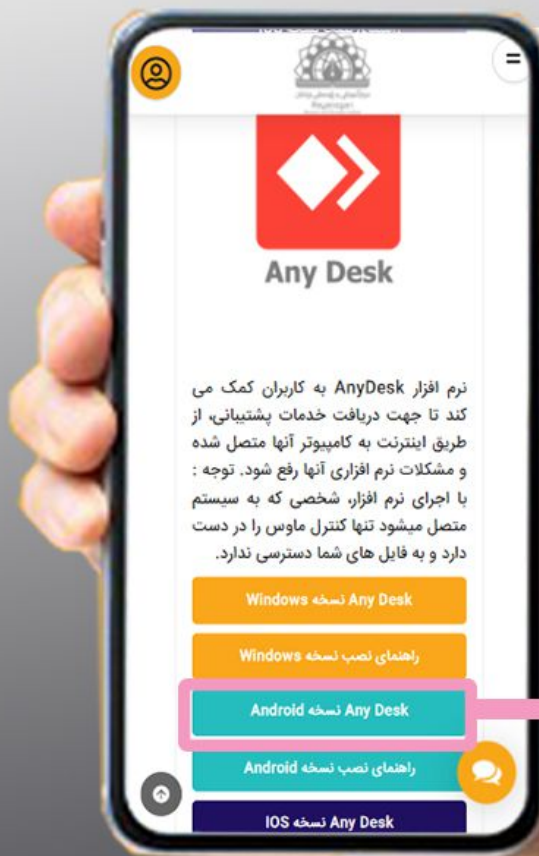 Any Desk
نرم افزار AnyDesk به کاربران کمک می
کند تا جهت دریافت خدمات پشتیبانی، از
طریق اینترنت به کامپیوتر آنها متصل شده
و مشکلات نرم افزاری آنها رفع شود. توجه :
با اجرای نرم افزار، شخصی که به سیستم
متصل میشود تنها کنترل ماوس را در دست
دارد و به فایل های شما دسترسی ندارد.
Any Desk نسخه Windows
راهنمای نصب نسخه Windows
Any Desk نسخه Android
راهنمای نصب نسخه Android
Any Desk نسخه IOS